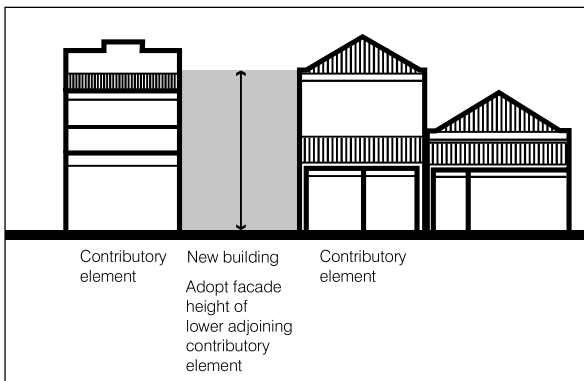 Contributory
element
New building
Adopt facade
height of
lower adjoining
contributory
element
Contributory
element